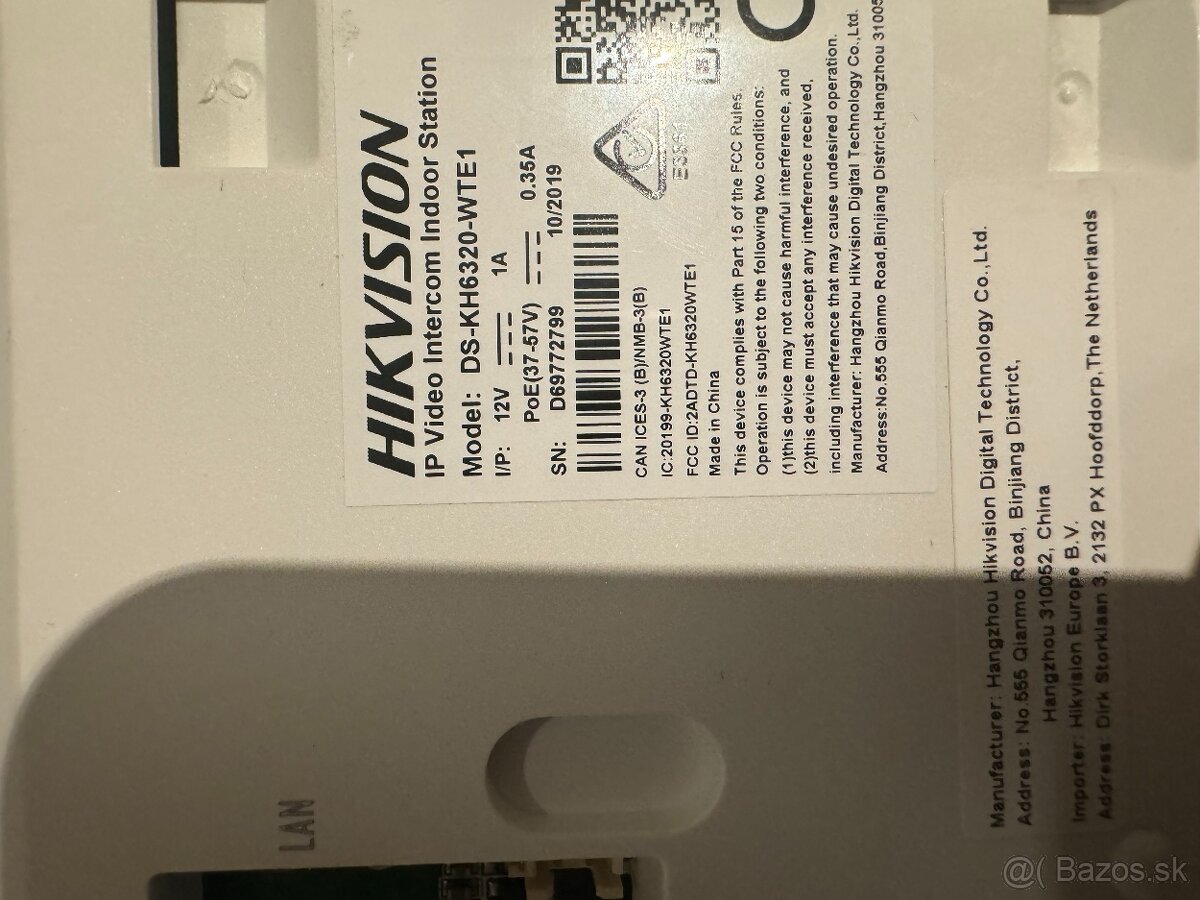 HIKVISION
IP Video Intercom Indoor Station
Model: DS-KH6320-WTE1
I/P: 12V 1A
PoE(37-57V) 0.35A
SN: D69772799 10/2019
CAN ICES-3 (B)/NMB-3(B)
IC:20199-KH6320WTE1
FCC ID:2ADTD-KH6320WTE1
Made in China
This device complies with Part 15 of the FCC Rules.
Operation is subject to the following two conditions:
(1)this device may not cause harmful interference, and
(2)this device must accept any interference received,
including interference that may cause undesired operation.
Manufacturer: Hangzhou Hikvision Digital Technology Co.,Ltd.
Address:No.555 Qianmo Road,Binjiang District,Hangzhou 31005
Manufacturer: Hangzhou Hikvision Digital Technology Co.,Ltd.
Address: No.555 Qianmo Road, Binjiang District,
Hangzhou 310052, China
Importer: Hikvision Europe B.V.
Address: Dirk Storklaan 3, 2132 PX Hoofddorp,The Netherlands
LAN
@( Bazos.sk